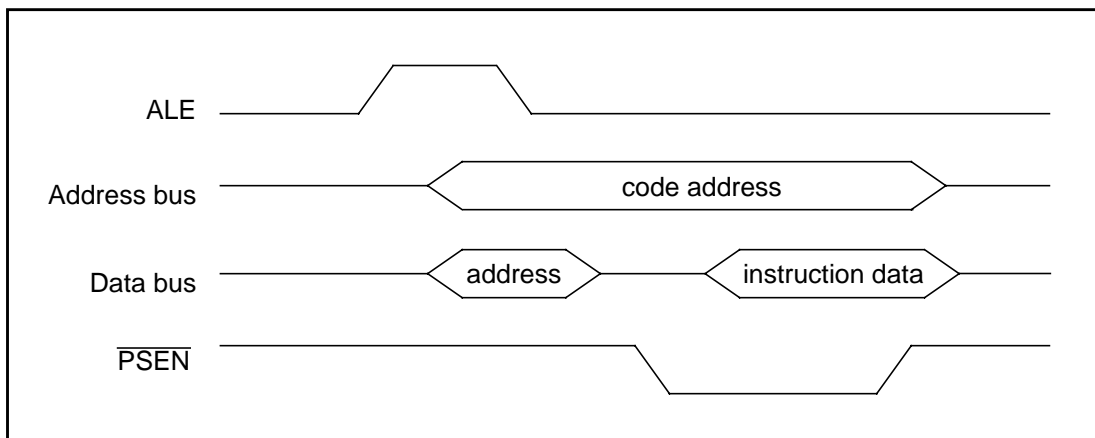 ALE
Address bus
code address
Data bus
address
instruction data
PSEN